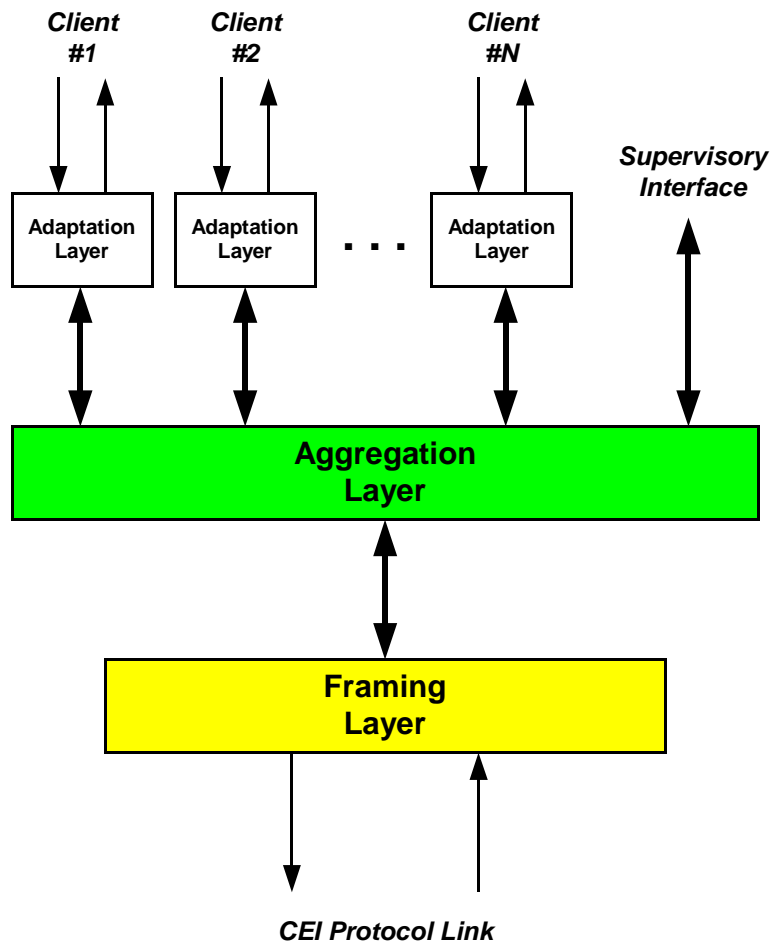 Client
#1
Client
#2
Client
#N
Supervisory
Interface
Adaptation
Layer
Adaptation
Layer
. . .
Adaptation
Layer
Aggregation
Layer
Framing
Layer
CEI Protocol Link